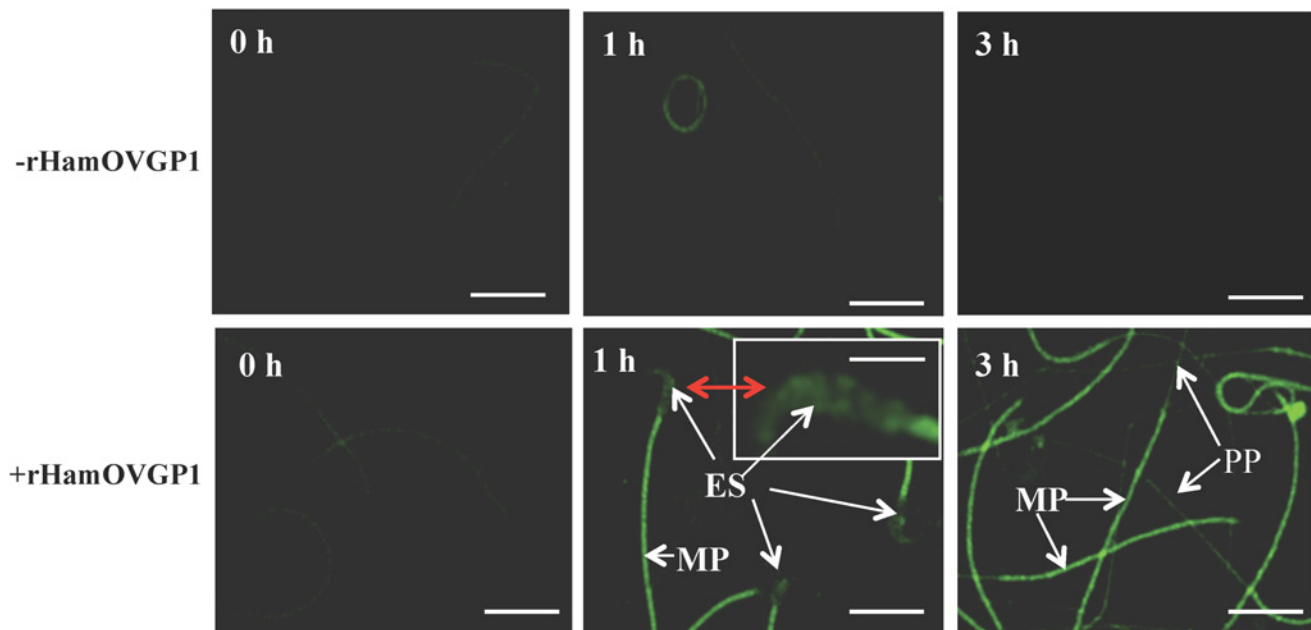 0 h
1 h
3 h
-rHamOVGP1
0 h
1 h
3 h
+rHamOVGP1
ES
MP
MP
PP